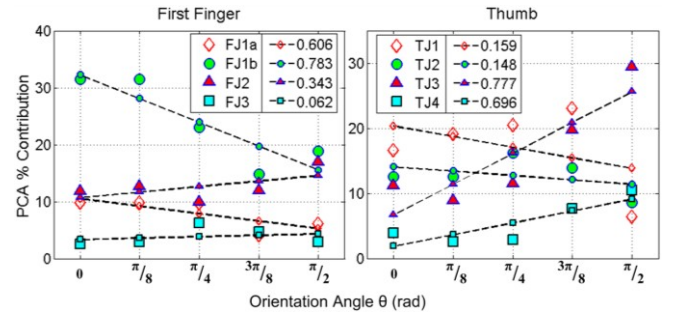 First Finger Thumb
PCA % Contribution
40
30
20
10
0
FJ1a 0.606
FJ1b 0.783
FJ2 0.343
FJ3 0.062
0 π/8 π/4 3π/8 π/2
30
20
10
0
TJ1 0.159
TJ2 0.148
TJ3 0.777
TJ4 0.696
0 π/8 π/4 3π/8 π/2
Orientation Angle θ (rad)